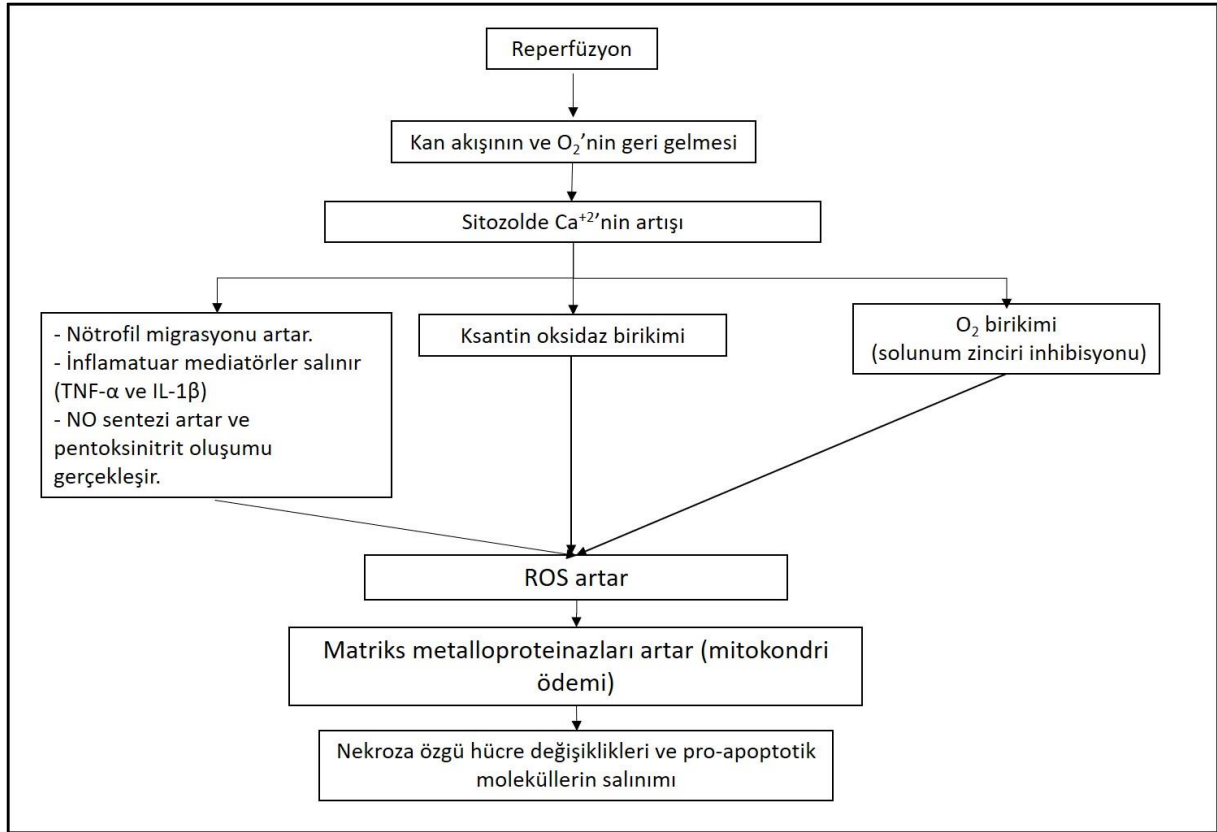 Reperfüzyon
Kan akışının ve O₂’nin geri gelmesi
Sitozolde Ca⁺²’nin artışı
- Nötrofil migrasyonu artar.
- İnflamatuar mediatörler salınır
(TNF-α ve IL-1β)
- NO sentezi artar ve
pentoksinitrit oluşumu
gerçekleşir.
Ksantin oksidaz birikimi
O₂ birikimi
(solunum zinciri inhibisyonu)
ROS artar
Matriks metalloproteinazları artar (mitokondri
ödemi)
Nekroza özgü hücre değişiklikleri ve pro-apoptotik
moleküllerin salınımı